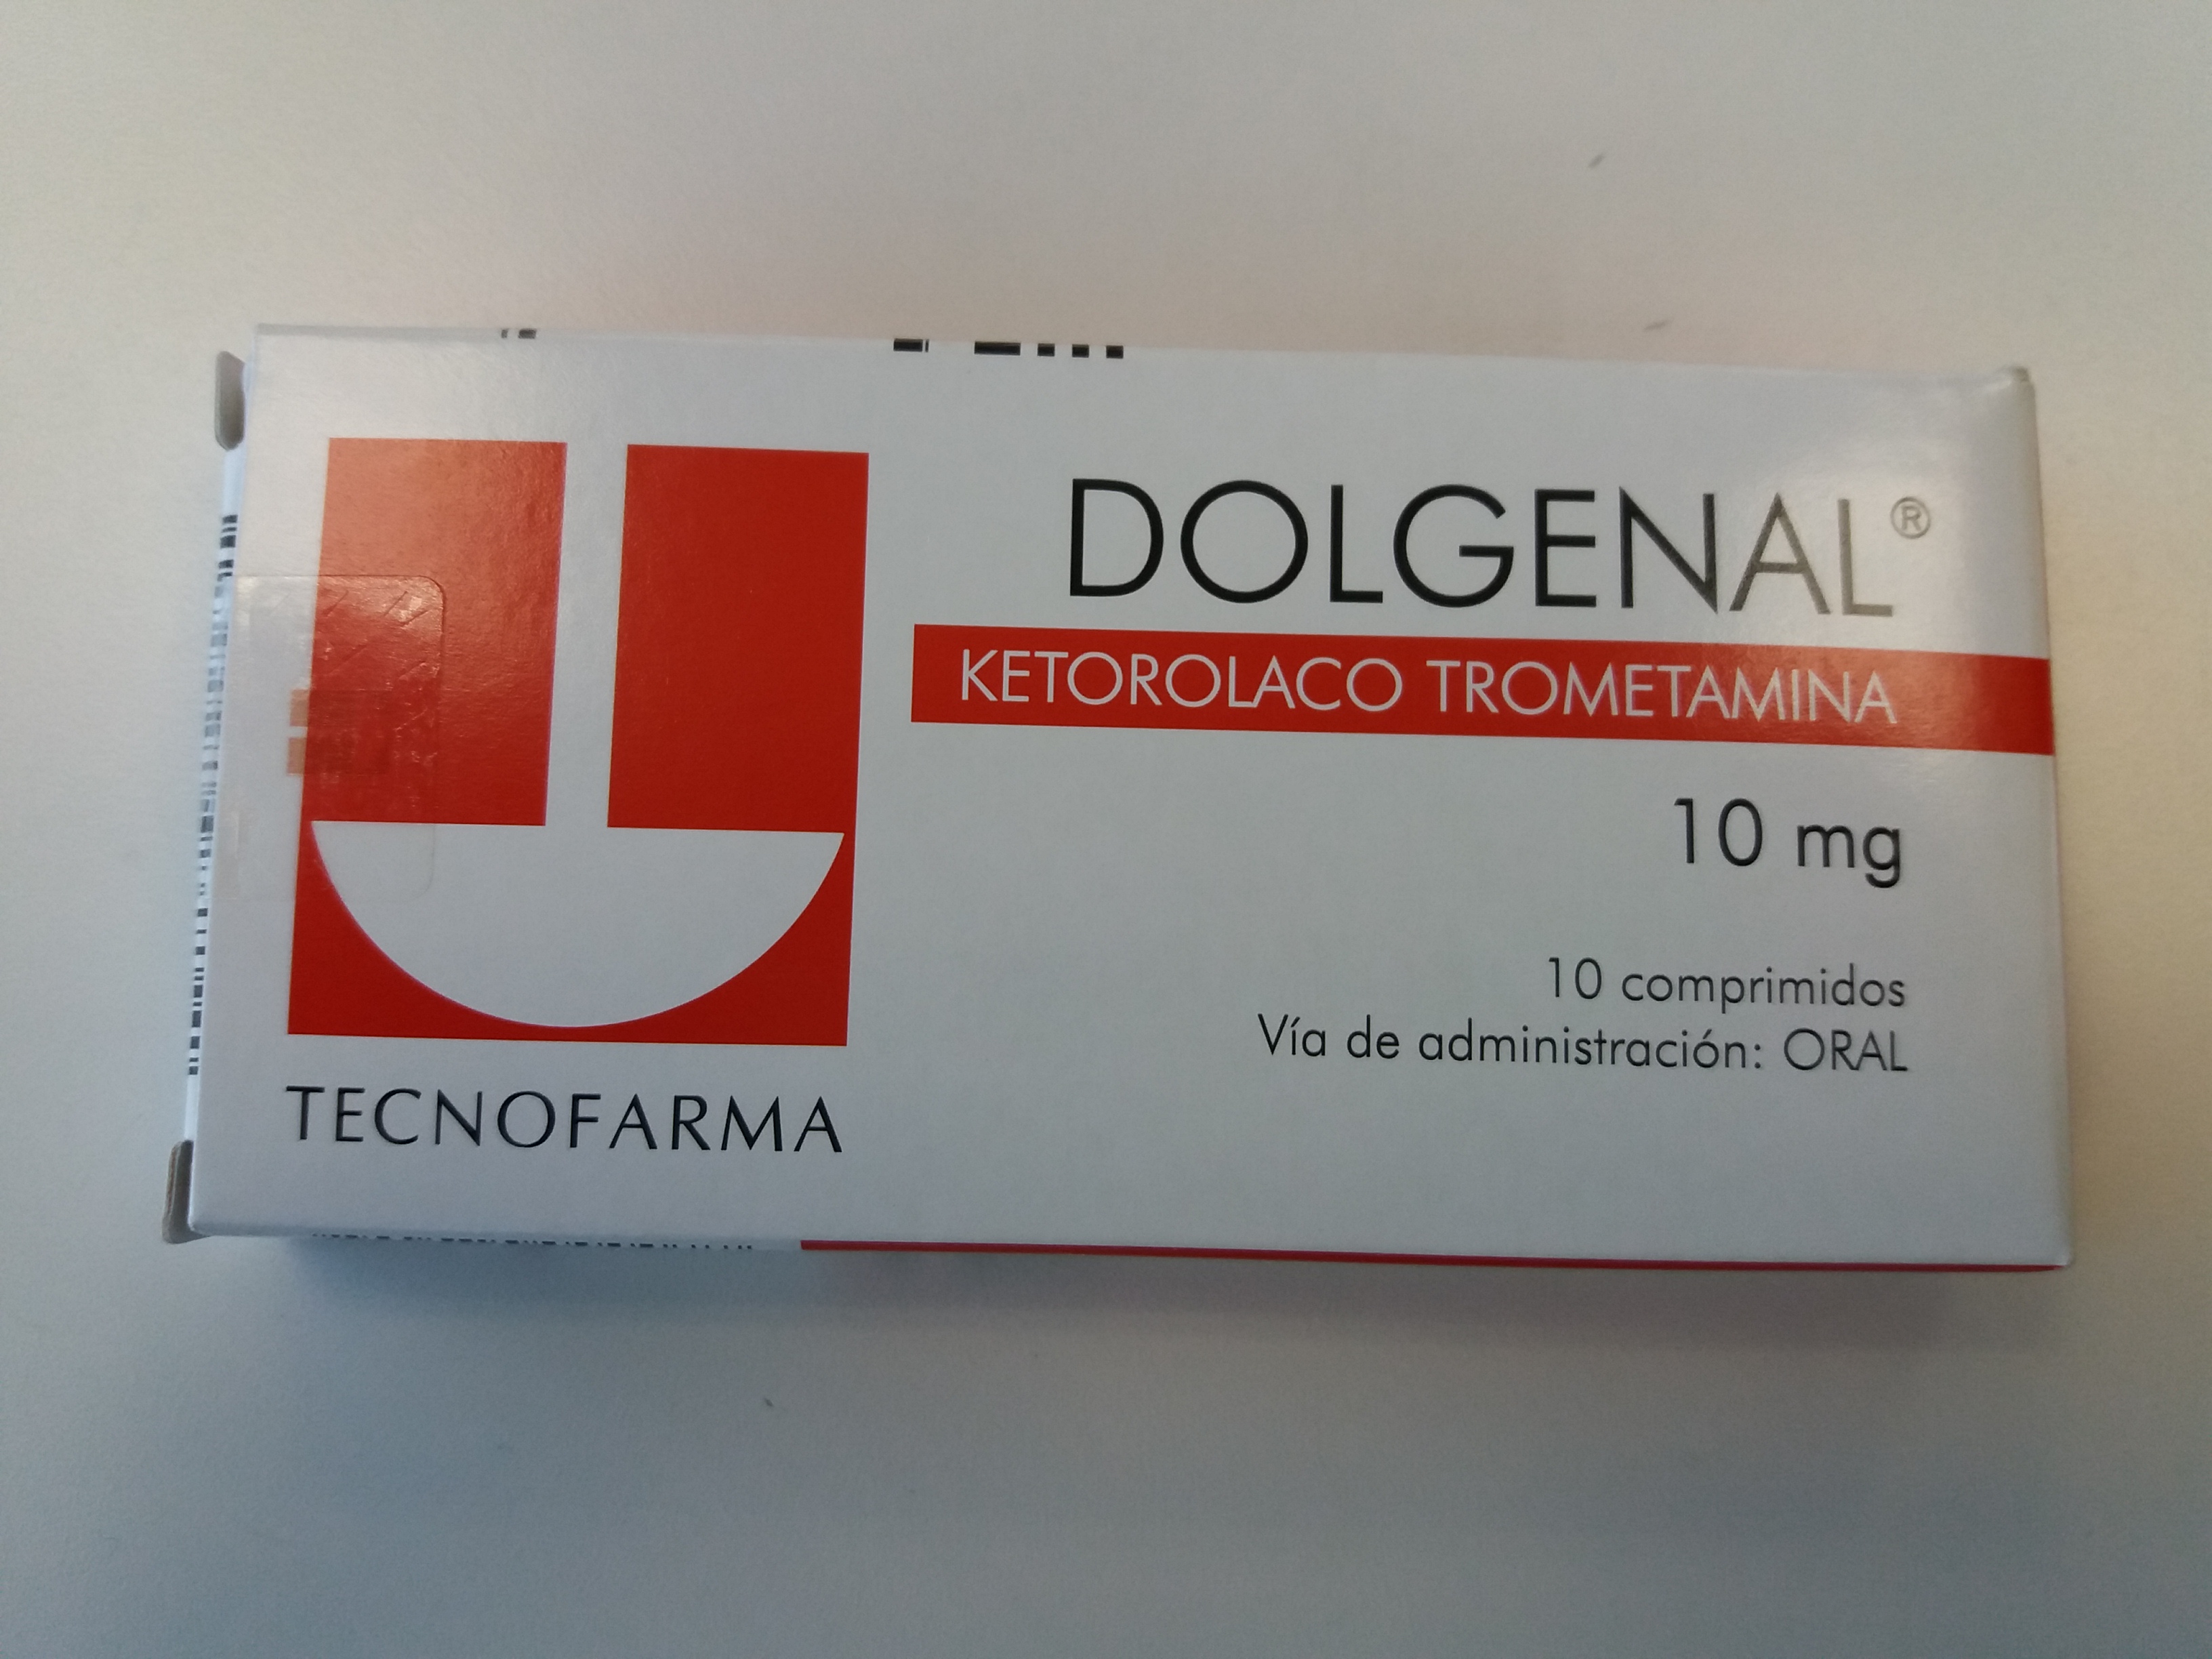 DOLGENAL®
KETOROLACO TROMETAMINA
10 mg
10 comprimidos
Vía de administración: ORAL
TECNOFARMA